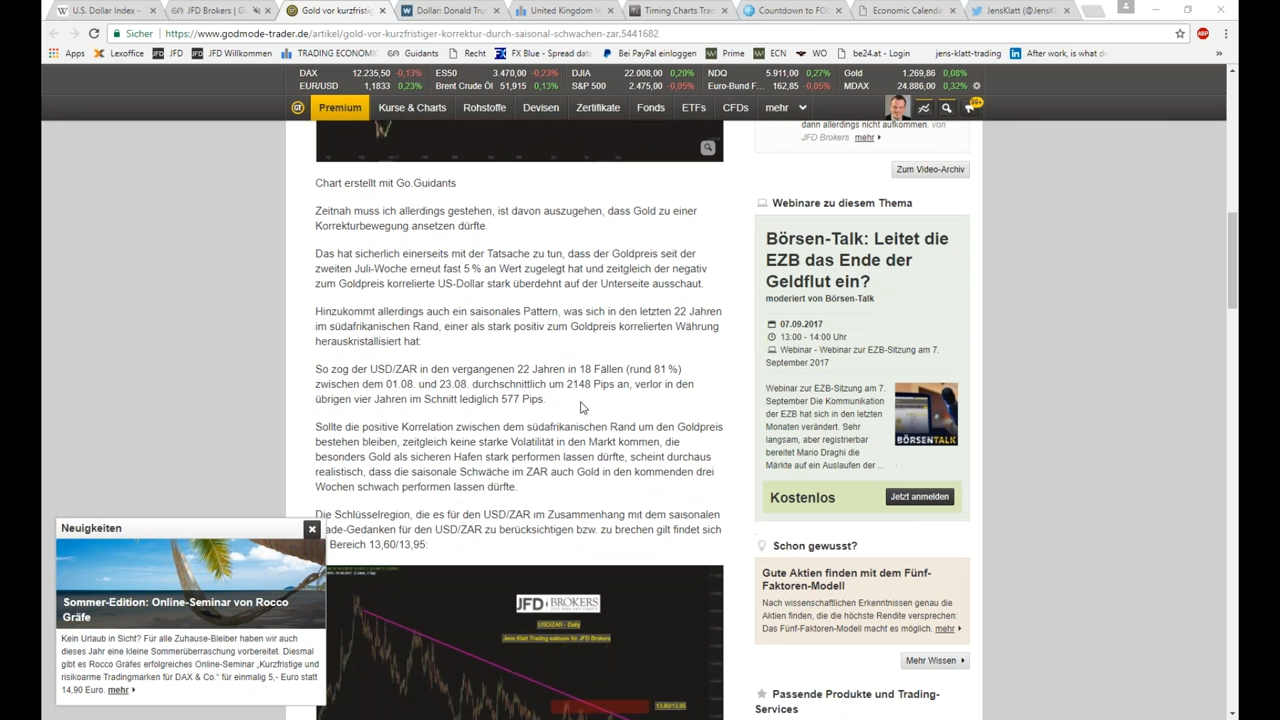 U.S. Dollar Index –
JFD Brokers | G
Gold vor kurzfristig
Dollar: Donald Tru
United Kingdom In
Timing Charts Tra
Countdown to FO
Economic Calenda
JensKlatt (@JensK
Sicher
https://www.godmode-trader.de/artikel/gold-vor-kurzfristiger-korrektur-durch-saisonal-schwachen-zar,5441682
Apps
Lexoffice
JFD
JFD Willkommen
TRADING ECONOMIC
Guidants
Recht
FX Blue - Spread data
Bei PayPal einloggen
Prime
ECN
WO
be24.at - Login
jens-klatt-trading
After work, is what d
DAX 12.235,50 -0,13%
ES50 3.470,00 -0,23%
DJIA 22.008,00 0,20%
NDQ 5.911,00 0,27%
Gold 1.269,86 0,08%
EUR/USD 1,1833 0,23%
Brent Crude Öl 51,915 0,13%
S&P 500 2.475,00 -0,05%
Euro-Bund F... 162,85 -0,05%
MDAX 24.886,00 0,32%
GT
Premium
Kurse & Charts
Rohstoffe
Devisen
Zertifikate
Fonds
ETFs
CFDs
mehr
99+
Chart erstellt mit Go.Guidants
Zeitnah muss ich allerdings gestehen, ist davon auszugehen, dass Gold zu einer
Korrekturbewegung ansetzen dürfte.
Das hat sicherlich einerseits mit der Tatsache zu tun, dass der Goldpreis seit der
zweiten Juli-Woche erneut fast 5 % an Wert zugelegt hat und zeitgleich der negativ
zum Goldpreis korrelierte US-Dollar stark überdehnt auf der Unterseite ausschaut.
Hinzukommt allerdings auch ein saisonales Pattern, was sich in den letzten 22 Jahren
im südafrikanischen Rand, einer als stark positiv zum Goldpreis korrelierten Währung
herauskristallisiert hat:
So zog der USD/ZAR in den vergangenen 22 Jahren in 18 Fällen (rund 81 %)
zwischen dem 01.08. und 23.08. durchschnittlich um 2148 Pips an, verlor in den
übrigen vier Jahren im Schnitt lediglich 577 Pips.
Sollte die positive Korrelation zwischen dem südafrikanischen Rand um den Goldpreis
bestehen bleiben, zeitgleich keine starke Volatilität in den Markt kommen, die
besonders Gold als sicheren Hafen stark performen lassen dürfte, scheint durchaus
realistisch, dass die saisonale Schwäche im ZAR auch Gold in den kommenden drei
Wochen schwach performen lassen dürfte.
Die Schlüsselregion, die es für den USD/ZAR im Zusammenhang mit dem saisonalen
ade-Gedanken für den USD/ZAR zu berücksichtigen bzw. zu brechen gilt findet sich
Bereich 13,60/13,95:
JFD BROKERS
USD/ZAR - Daily
Jens Klatt Trading exklusiv für JFD Brokers
13,60/13,95
dann allerdings nicht aufkommen. von
JFD Brokers mehr
Zum Video-Archiv
Webinare zu diesem Thema
Börsen-Talk: Leitet die
EZB das Ende der
Geldflut ein?
moderiert von Börsen-Talk
07.09.2017
13:00 - 14:00 Uhr
Webinar - Webinar zur EZB-Sitzung am 7.
September 2017
Webinar zur EZB-Sitzung am 7.
September Die Kommunikation
der EZB hat sich in den letzten
Monaten verändert. Sehr
langsam, aber registrierbar
bereitet Mario Draghi die
Märkte auf ein Auslaufen der ...
BÖRSENTALK
Kostenlos
Jetzt anmelden
Schon gewusst?
Gute Aktien finden mit dem Fünf-
Faktoren-Modell
Nach wissenschaftlichen Erkenntnissen genau die
Aktien finden, die die höchste Rendite versprechen:
Das Fünf-Faktoren-Modell macht es möglich. mehr
Mehr Wissen
Passende Produkte und Trading-
Services
Neuigkeiten
Sommer-Edition: Online-Seminar von Rocco
Gräfe
Kein Urlaub in Sicht? Für alle Zuhause-Bleiber haben wir auch
dieses Jahr eine kleine Sommerüberraschung vorbereitet. Diesmal
gibt es Rocco Gräfes erfolgreiches Online-Seminar „Kurzfristige und
risikoarme Tradingmarken für DAX & Co.“ für einmalig 5,- Euro statt
14,90 Euro. mehr